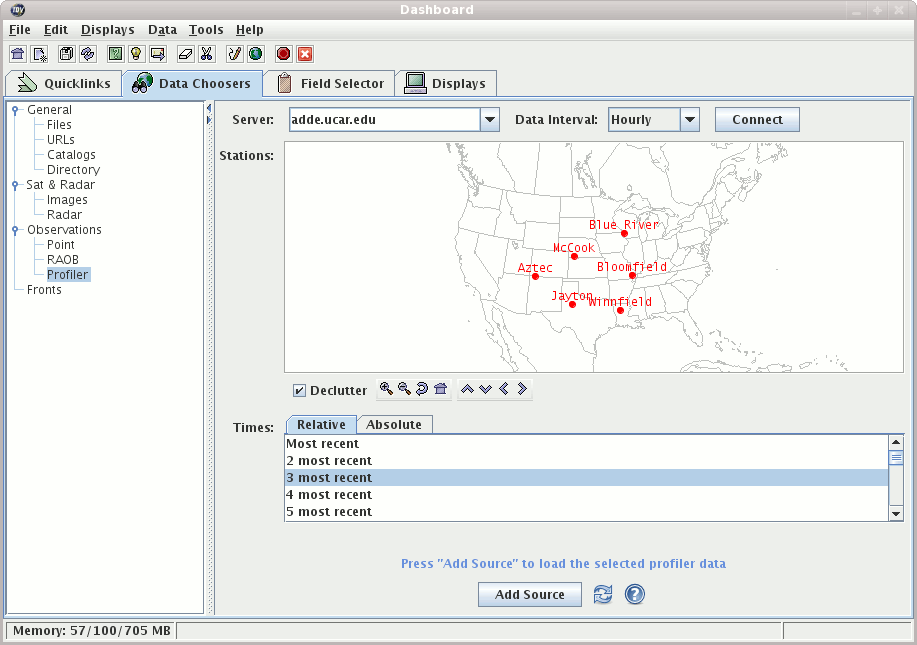 IDV
Dashboard
File Edit Displays Data Tools Help
Quicklinks Data Choosers Field Selector Displays
General
Files
URLs
Catalogs
Directory
Sat & Radar
Images
Radar
Observations
Point
RAOB
Profiler
Fronts
Server: adde.ucar.edu Data Interval: Hourly Connect
Stations:
Blue River
McCook
Aztec
Bloomfield
Jayton
Winnfield
Declutter
Times:
Relative Absolute
Most recent
2 most recent
3 most recent
4 most recent
5 most recent
Press "Add Source" to load the selected profiler data
Add Source
?
Memory: 57/100/705 MB